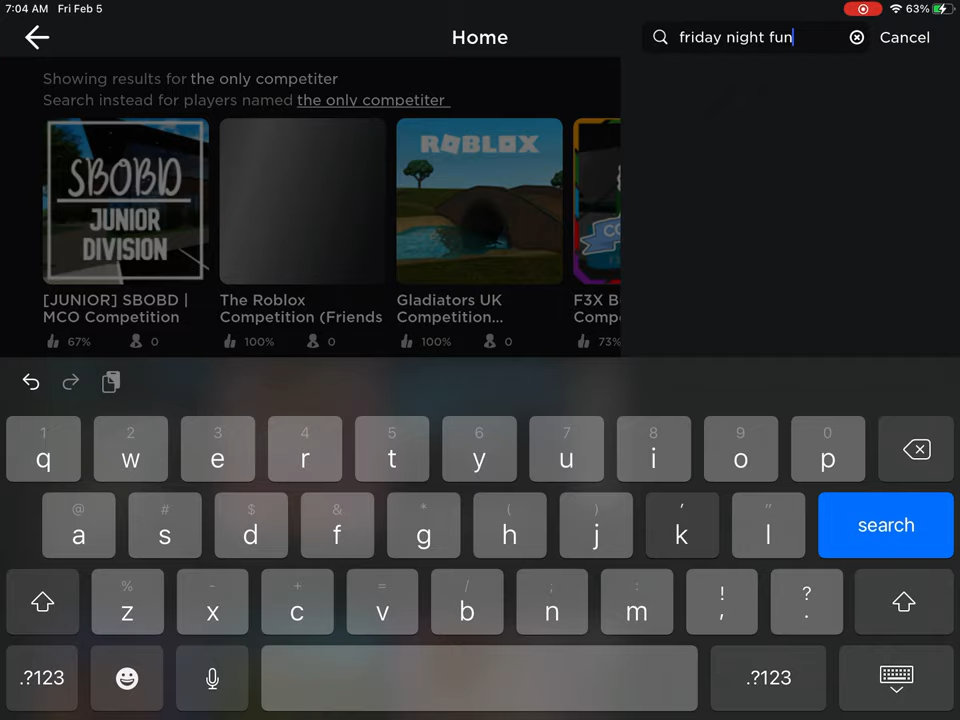 7:04 AM Fri Feb 5
63%
Home
friday night fun
Cancel
Showing results for the only competiter
Search instead for players named the only competiter
SBOBD
JUNIOR
DIVISION
ROBLOX
[JUNIOR] SBOBD |
MCO Competition
The Roblox
Competition (Friends
Gladiators UK
Competition...
F3X B
Comp
67%
0
100%
0
100%
0
73%
1 2 3 4 5 6 7 8 9 0
q w e r t y u i o p
@ # $ & * ( ) ' "
a s d f g h j k l
search
% - + = / ; : ! ?
z x c v b n m , .
.?123
.?123